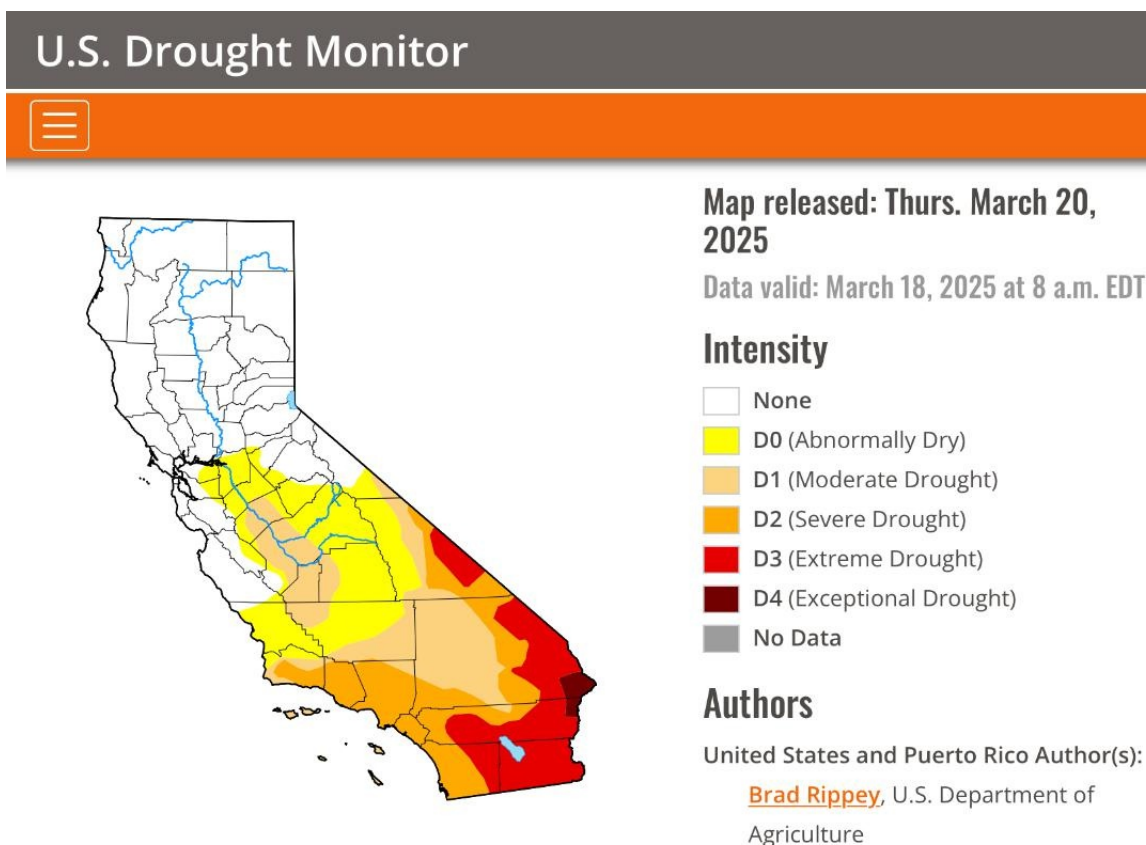 U.S. Drought Monitor
Map released: Thurs. March 20,
2025
Data valid: March 18, 2025 at 8 a.m. EDT
Intensity
None
D0 (Abnormally Dry)
D1 (Moderate Drought)
D2 (Severe Drought)
D3 (Extreme Drought)
D4 (Exceptional Drought)
No Data
Authors
United States and Puerto Rico Author(s):
Brad Rippey, U.S. Department of
Agriculture